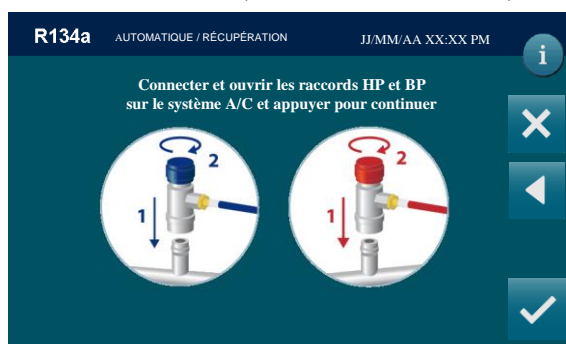 R134a AUTOMATIQUE / RÉCUPÉRATION JJ/MM/AA XX:XX PM
i
Connecter et ouvrir les raccords HP et BP
sur le système A/C et appuyer pour continuer
2 2
1 1